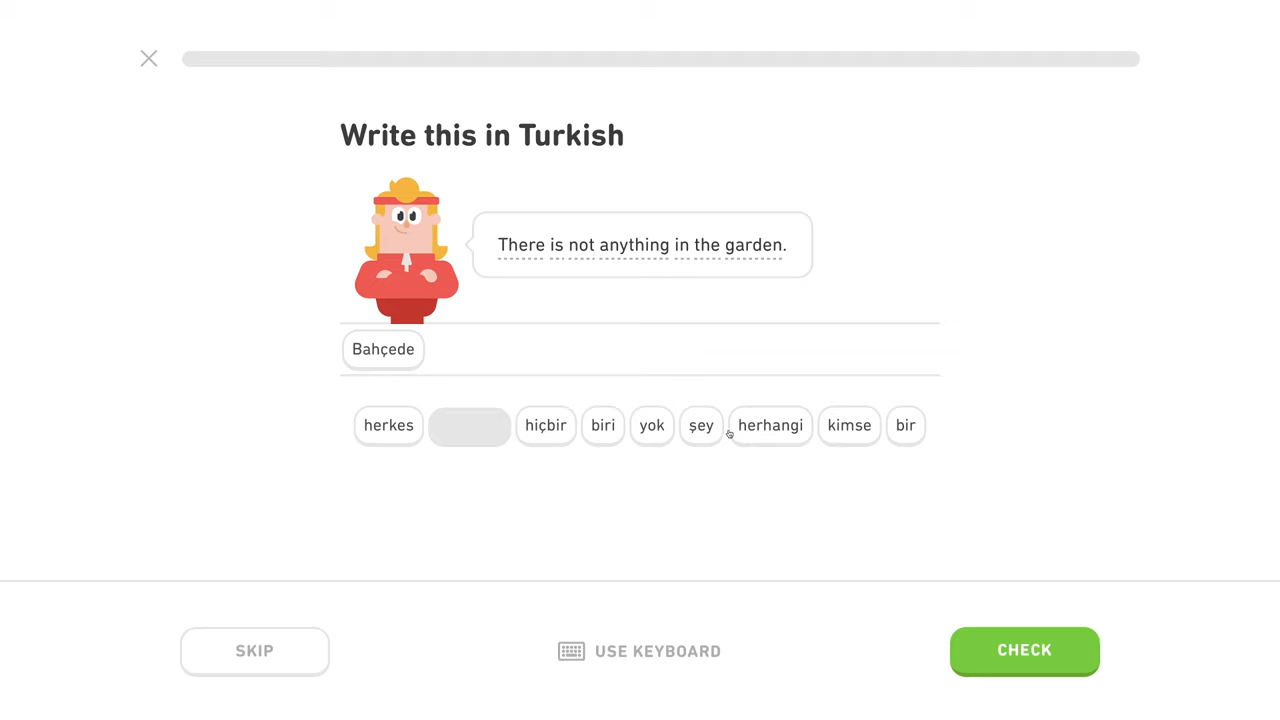 Write this in Turkish
There is not anything in the garden.
Bahçede
herkes hiçbir biri yok şey herhangi kimse bir
SKIP USE KEYBOARD CHECK